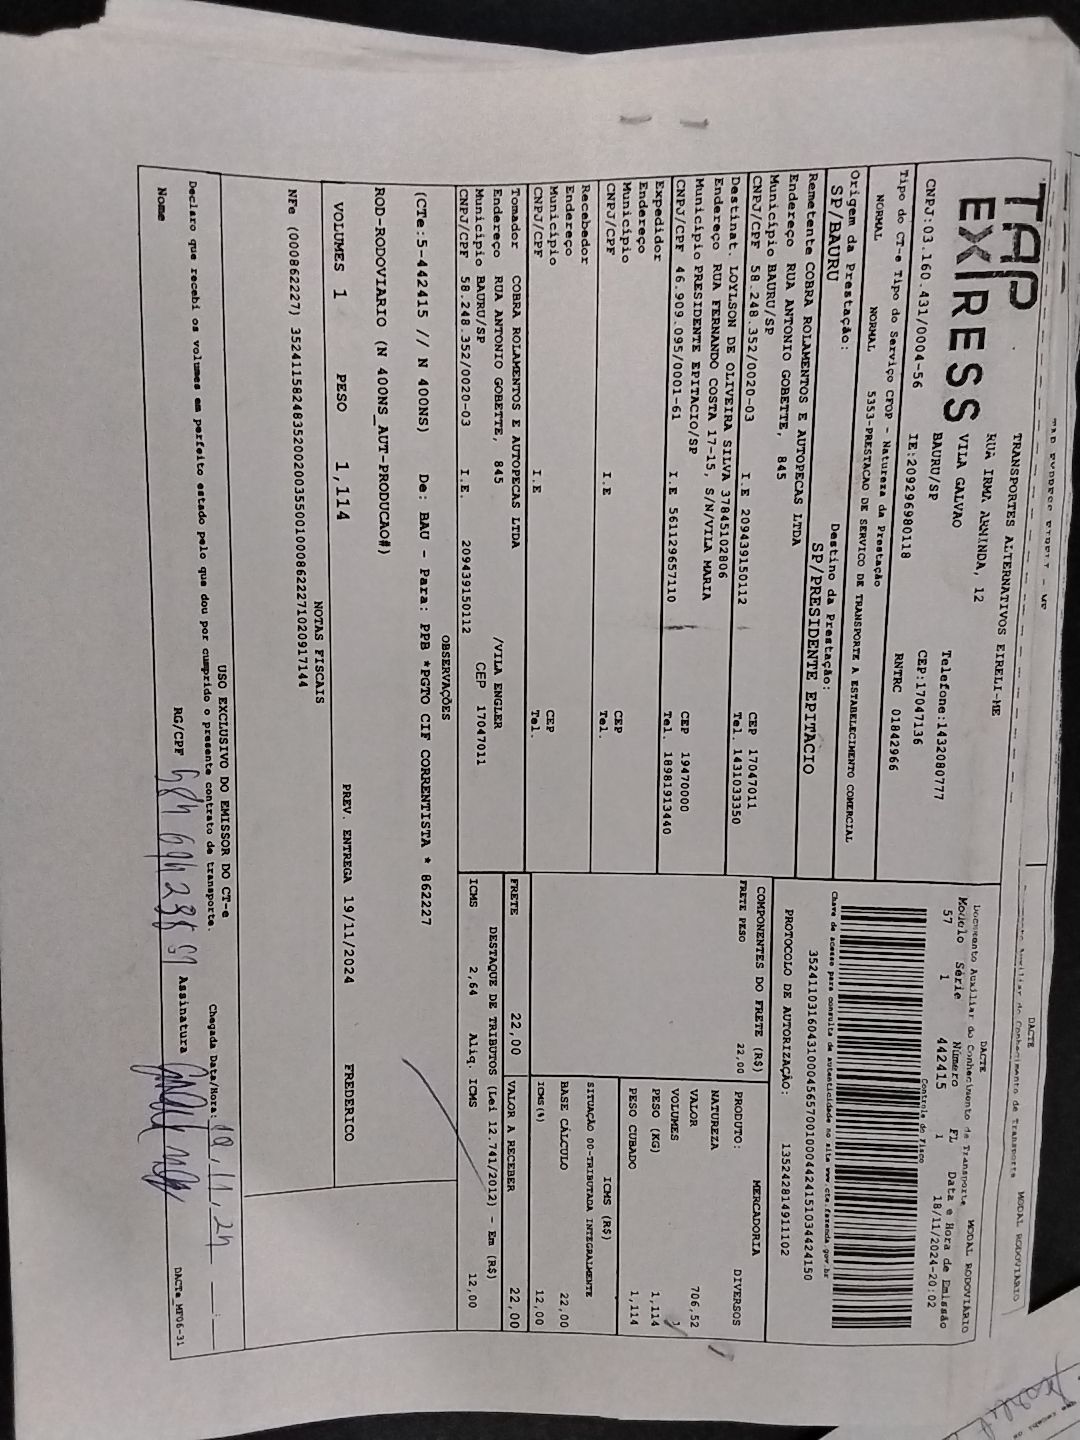 TAP EXPRESS
TRANSPORTES ALTERNATIVOS EIRELI-ME
RUA IRMA ARMINDA, 12
VILA GALVAO
BAURU/SP
Telefone:1432080777
CEP:17047136
CNPJ:03.160.431/0004-56 IE:209296980118
RNTRC 01842966
Tipo do CT-e Tipo do Serviço CFOP - Natureza da Prestação
NORMAL NORMAL 5353-PRESTACAO DE SERVICO DE TRANSPORTE A ESTABELECIMENTO COMERCIAL
Origem da Prestação: Destino da Prestação:
SP/BAURU SP/PRESIDENTE EPITACIO
DACTE
Documento Auxiliar do Conhecimento de Transporte MODAL RODOVIARIO
Modelo Série Número FL Data e Hora de Emissão
57 1 442415 1 18/11/2024-20:02
Controle do Fisco
Chave de acesso para consulta de autenticidade no site www.cte.fazenda.gov.br
35241103160431000456570010004424151034424150
PROTOCOLO DE AUTORIZAÇÃO: 135242814911102
Remetente COBRA ROLAMENTOS E AUTOPECAS LTDA
Endereço RUA ANTONIO GOBETTE, 845
Município BAURU/SP CEP 17047011
CNPJ/CPF 58.248.352/0020-03 I.E 209439150112 Tel. 1431033350
Destinat. LOYLSON DE OLIVEIRA SILVA 37845102806
Endereço RUA FERNANDO COSTA 17-15, S/N/VILA MARIA
Município PRESIDENTE EPITACIO/SP CEP 19470000
CNPJ/CPF 46.909.095/0001-61 I.E 561129657110 Tel. 18981913440
Expedidor
Endereço
Município CEP
CNPJ/CPF I.E Tel.
Recebedor
Endereço
Município CEP
CNPJ/CPF I.E Tel.
Tomador COBRA ROLAMENTOS E AUTOPECAS LTDA
Endereço RUA ANTONIO GOBETTE, 845 /VILA ENGLER
Município BAURU/SP CEP 17047011
CNPJ/CPF 58.248.352/0020-03 I.E. 209439150112
COMPONENTES DO FRETE (R$)
FRETE PESO 22,00
FRETE 22,00
PRODUTO: MERCADORIA
NATUREZA DIVERSOS
VALOR 706,52
VOLUMES 1
PESO (KG) 1,114
PESO CUBADO 1,114
ICMS (R$)
SITUAÇÃO 00-TRIBUTADA INTEGRALMENTE
BASE CÁLCULO 22,00
ICMS(%) 12,00
VALOR A RECEBER 22,00
DESTAQUE DE TRIBUTOS (Lei 12.741/2012) - Em (R$)
ICMS 2,64 Aliq. ICMS 12,00
OBSERVAÇÕES
(CTe:5-442415 // N 400NS) De: BAU - Para: PPB *PGTO CIF CORRENTISTA * 862227
ROD-RODOVIARIO (N 400NS_AUT-PRODUCAO#)
VOLUMES 1 PESO 1,114 PREV. ENTREGA 19/11/2024 FREDERICO
NOTAS FISCAIS
NFe (000862227) 35241158248352002003550010008622271020917144
USO EXCLUSIVO DO EMISSOR DO CT-e
Declaro que recebi os volumes em perfeito estado pelo que dou por cumprido o presente contrato de transporte. Chegada Data/Hora: 19,11,24
Nome RG/CPF Assinatura
DACTe_MF06-31